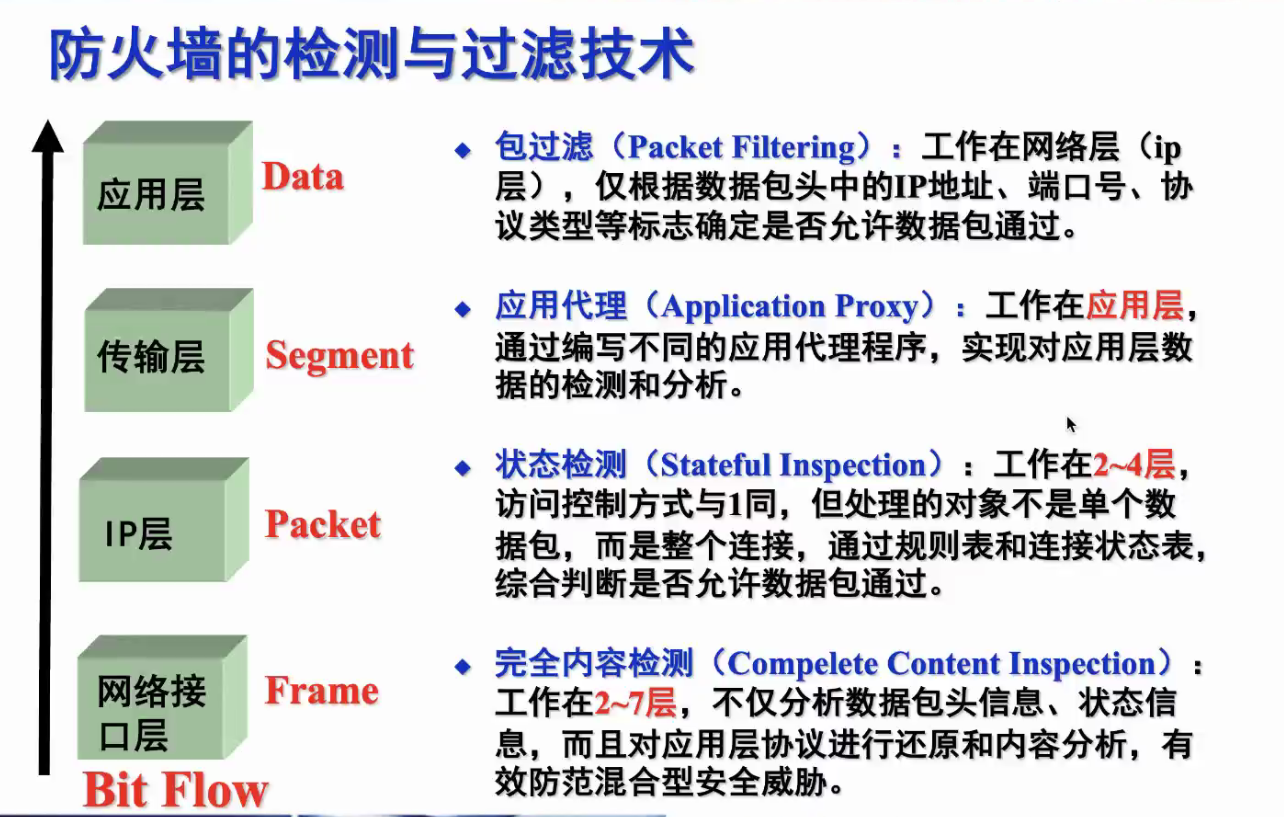 防火墙的检测与过滤技术
应用层
Data
传输层
Segment
IP层
Packet
网络接
口层
Frame
Bit Flow
包过滤（Packet Filtering）：工作在网络层（ip
层），仅根据数据包头中的IP地址、端口号、协
议类型等标志确定是否允许数据包通过。
应用代理（Application Proxy）：工作在应用层，
通过编写不同的应用代理程序，实现对应用层数
据的检测和分析。
状态检测（Stateful Inspection）：工作在2~4层，
访问控制方式与1同，但处理的对象不是单个数
据包，而是整个连接，通过规则表和连接状态表，
综合判断是否允许数据包通过。
完全内容检测（Compelete Content Inspection）：
工作在2~7层，不仅分析数据包头信息、状态信
息，而且对应用层协议进行还原和内容分析，有
效防范混合型安全威胁。